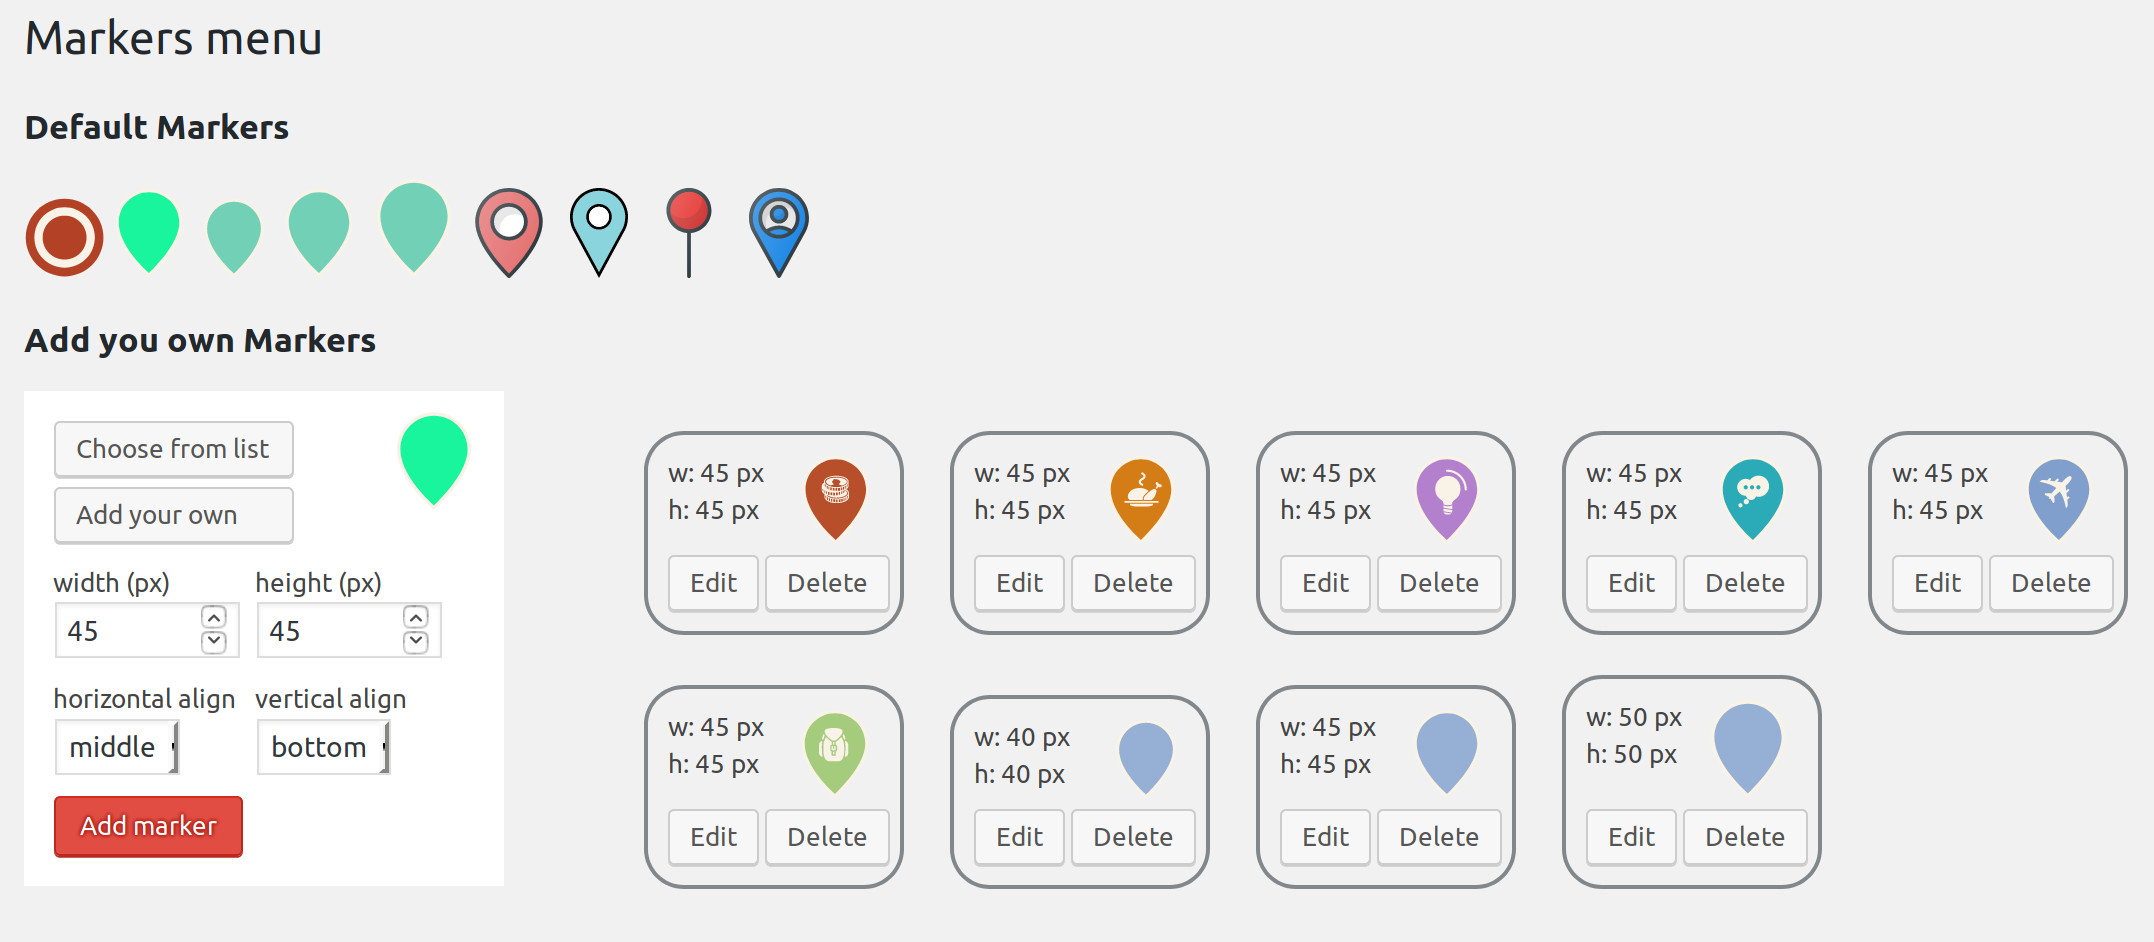 Markers menu
Default Markers
Add you own Markers
Choose from list
Add your own
width (px) height (px)
45 45
horizontal align vertical align
middle bottom
Add marker
w: 45 px
h: 45 px
Edit Delete
w: 45 px
h: 45 px
Edit Delete
w: 45 px
h: 45 px
Edit Delete
w: 45 px
h: 45 px
Edit Delete
w: 45 px
h: 45 px
Edit Delete
w: 45 px
h: 45 px
Edit Delete
w: 40 px
h: 40 px
Edit Delete
w: 45 px
h: 45 px
Edit Delete
w: 50 px
h: 50 px
Edit Delete